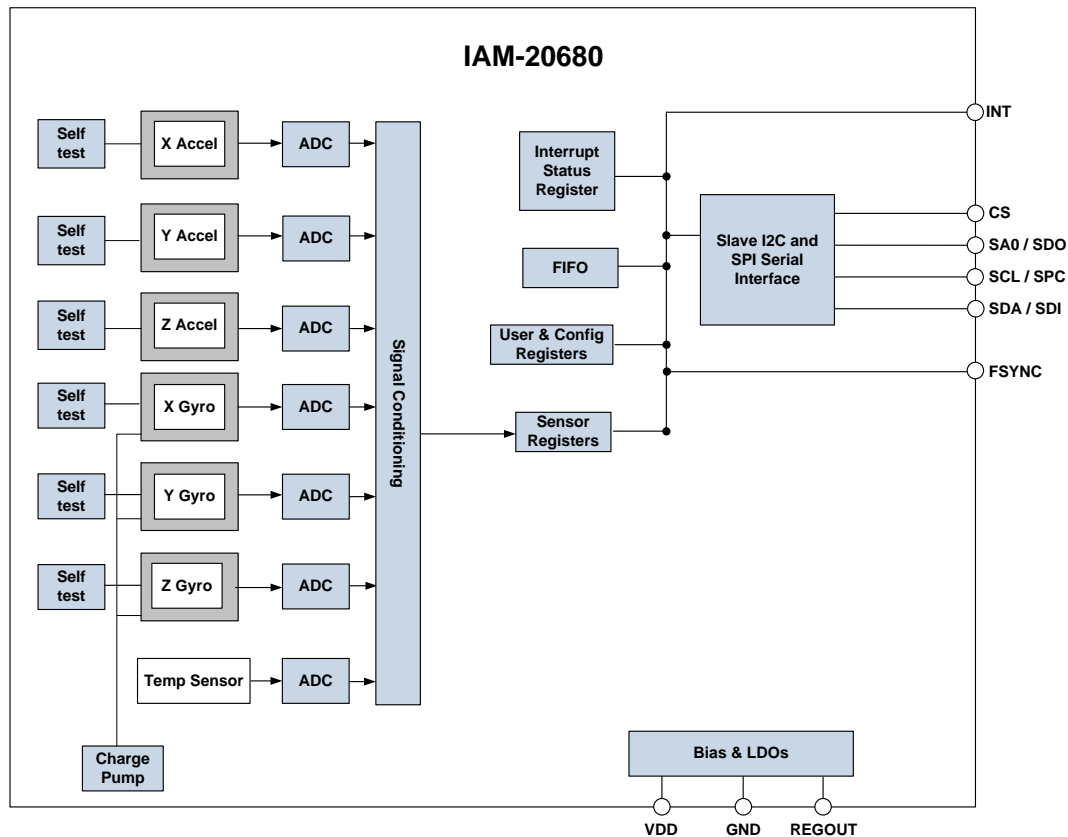 IAM-20680
Self
test
X Accel
ADC
Self
test
Y Accel
ADC
Self
test
Z Accel
ADC
Self
test
X Gyro
ADC
Self
test
Y Gyro
ADC
Self
test
Z Gyro
ADC
Temp Sensor
ADC
Charge
Pump
Signal Conditioning
Interrupt
Status
Register
FIFO
User & Config
Registers
Sensor
Registers
Slave I2C and
SPI Serial
Interface
INT
CS
SA0 / SDO
SCL / SPC
SDA / SDI
FSYNC
Bias & LDOs
VDD
GND
REGOUT